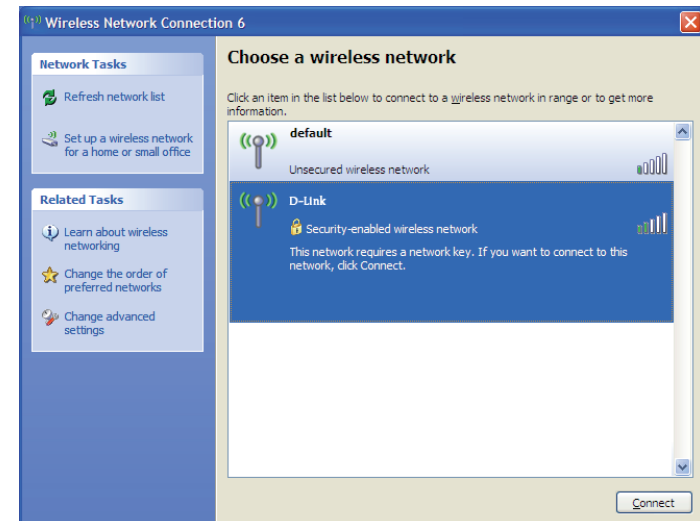 Wireless Network Connection 6
Network Tasks
Refresh network list
Set up a wireless network
for a home or small office
Related Tasks
Learn about wireless
networking
Change the order of
preferred networks
Change advanced
settings
Choose a wireless network
Click an item in the list below to connect to a wireless network in range or to get more
information.
default
Unsecured wireless network
D-Link
Security-enabled wireless network
This network requires a network key. If you want to connect to this
network, click Connect.
Connect